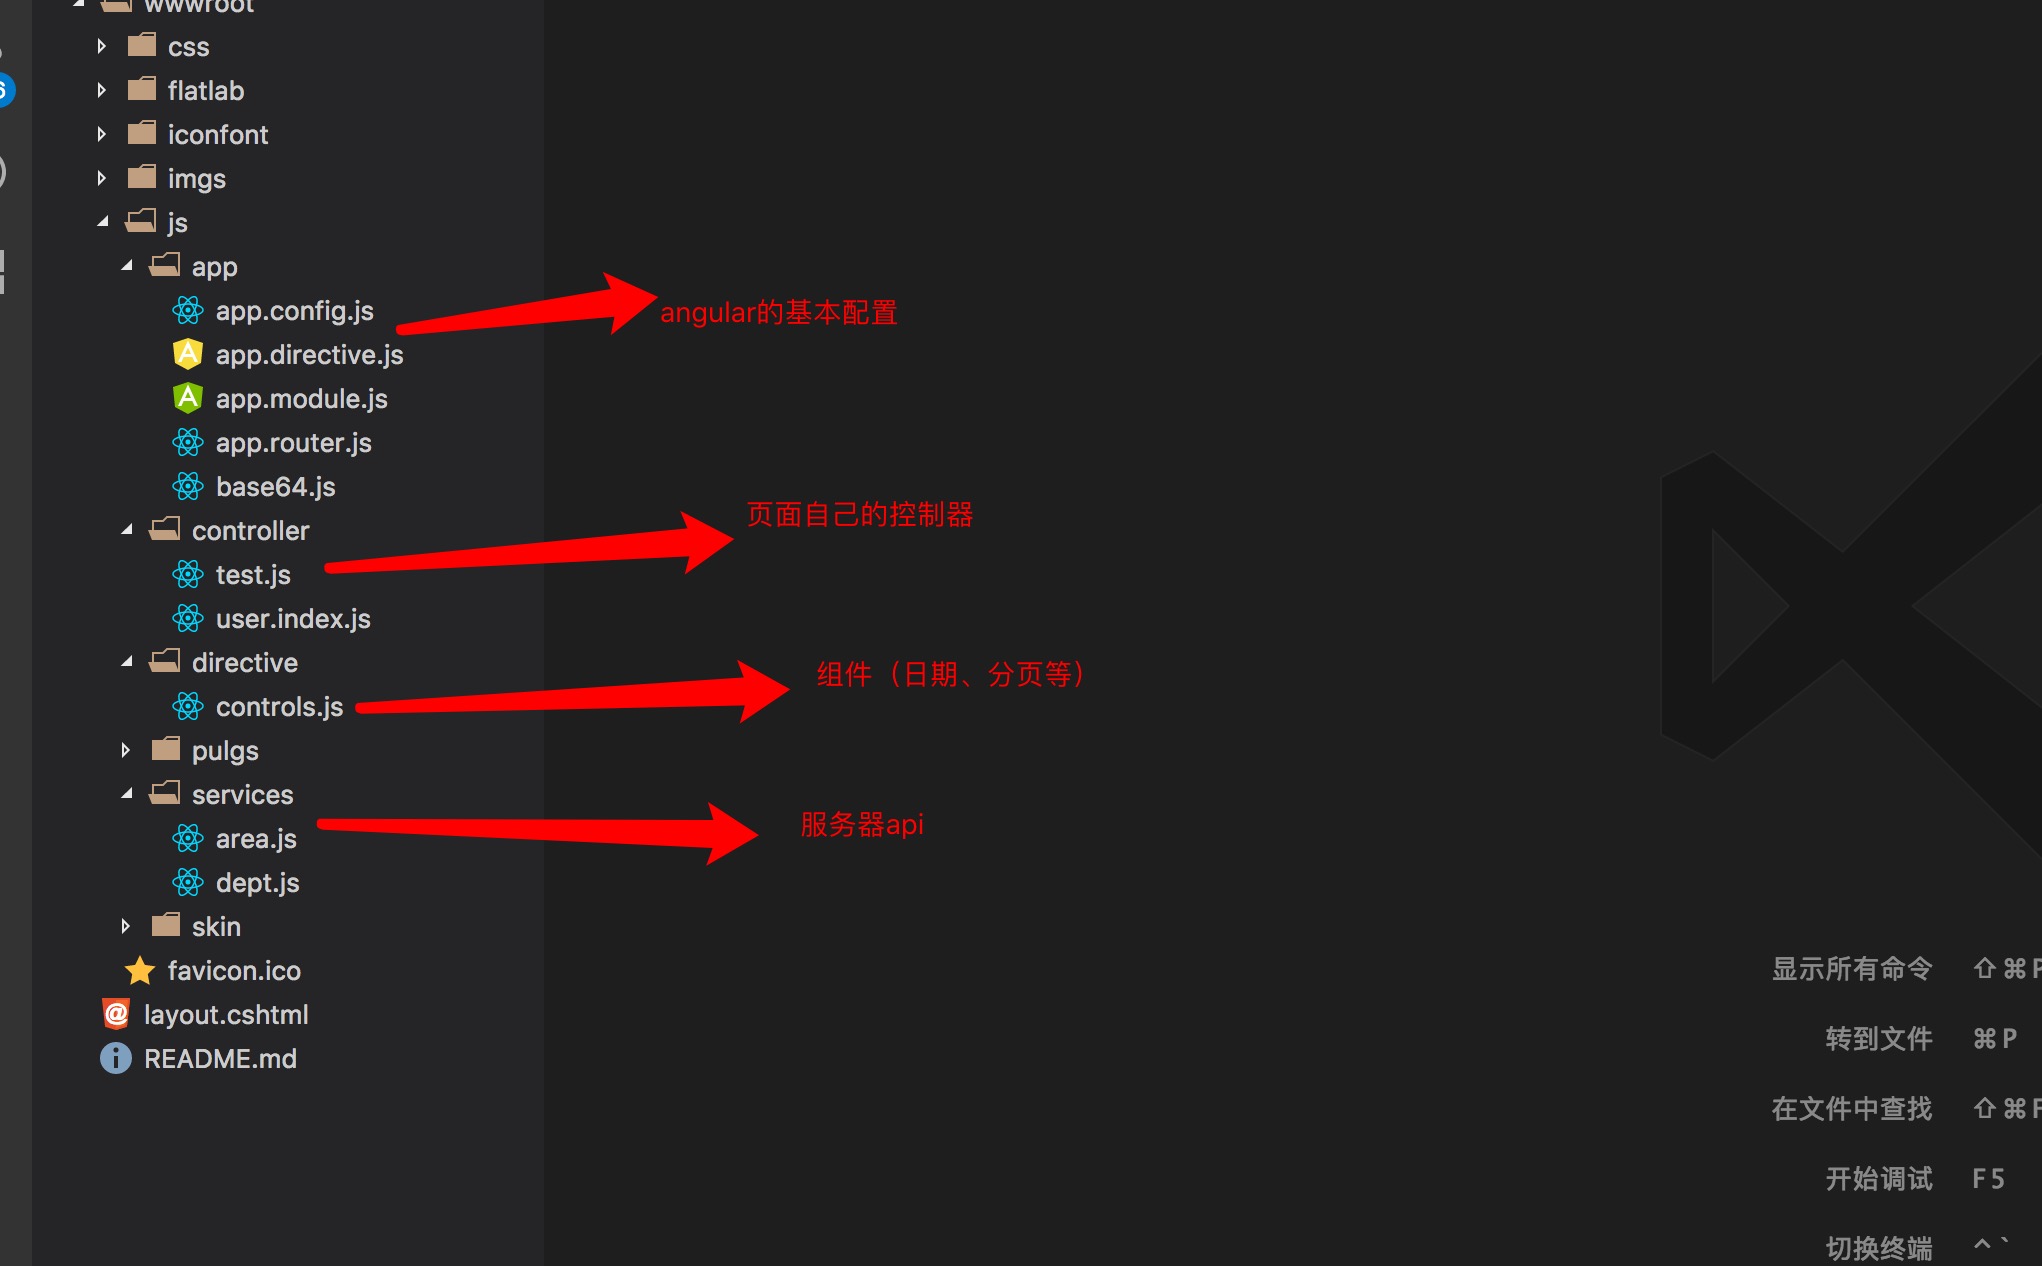 wwwroot
css
flatlab
iconfont
imgs
js
app
app.config.js
angular的基本配置
app.directive.js
app.module.js
app.router.js
base64.js
页面自己的控制器
controller
test.js
user.index.js
directive
组件（日期、分页等）
controls.js
pulgs
services
服务器api
area.js
dept.js
skin
favicon.ico
layout.cshtml
README.md
显示所有命令 ⇧⌘P
转到文件 ⌘P
在文件中查找 ⇧⌘F
开始调试 F5
切换终端 ⌃`